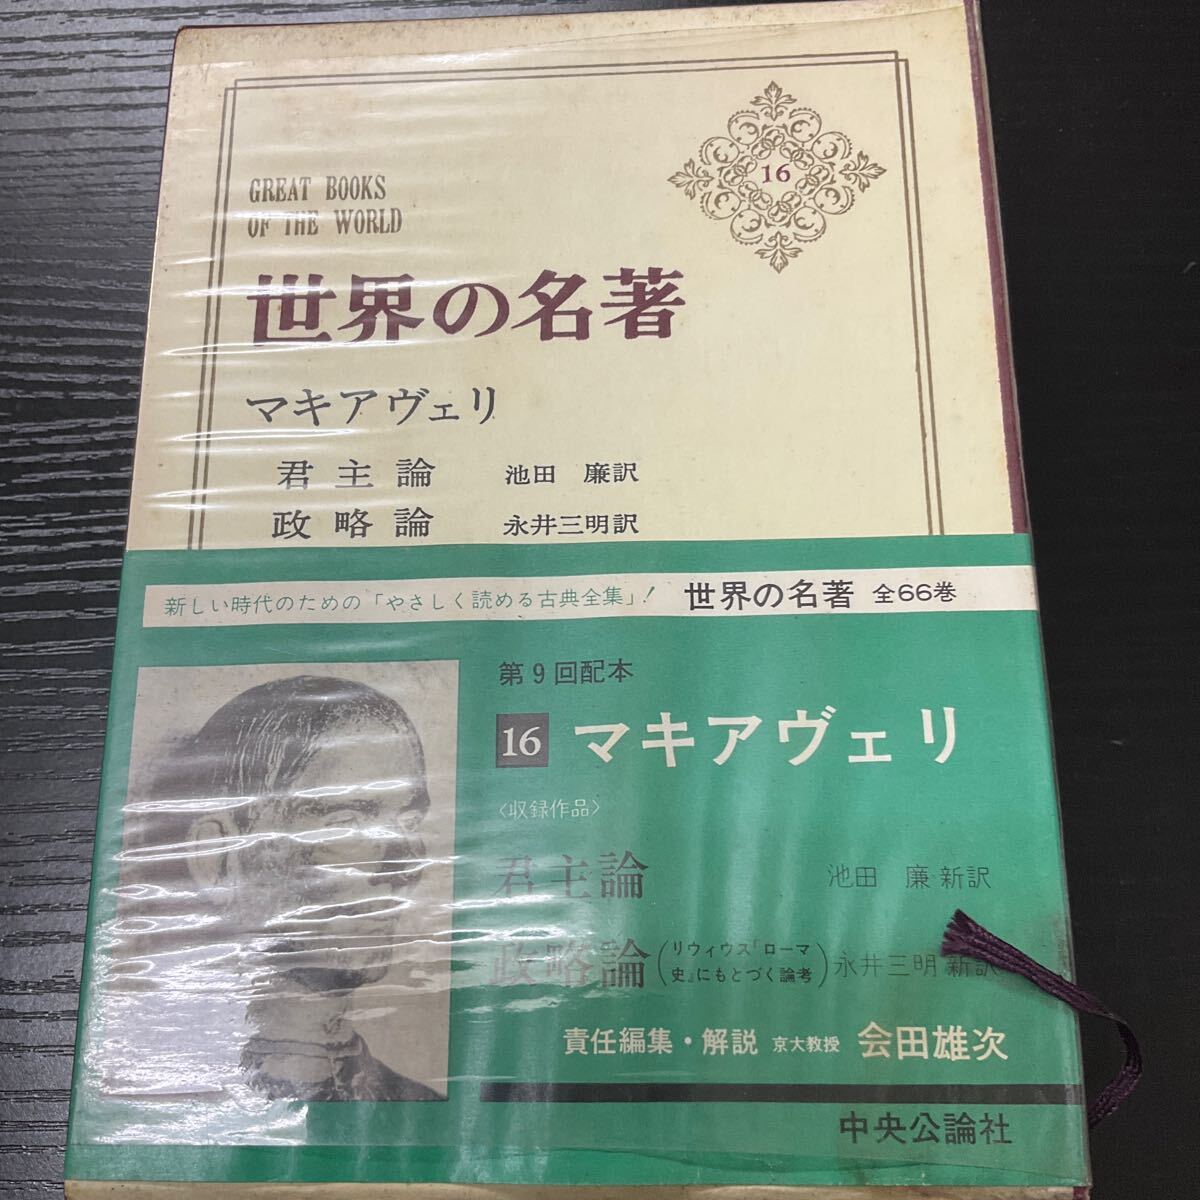 16
GREAT BOOKS
OF THE WORLD
世界の名著
マキアヴェリ
君主論 池田 廉訳
政略論 永井三明訳
新しい時代のための「やさしく読める古典全集」! 世界の名著 全66巻
第9回配本
16 マキアヴェリ
〈収録作品〉
君主論 池田 廉 新訳
政略論(リウィウス『ローマ史』にもとづく論考)永井三明 新訳
責任編集・解説 京大教授 会田雄次
中央公論社